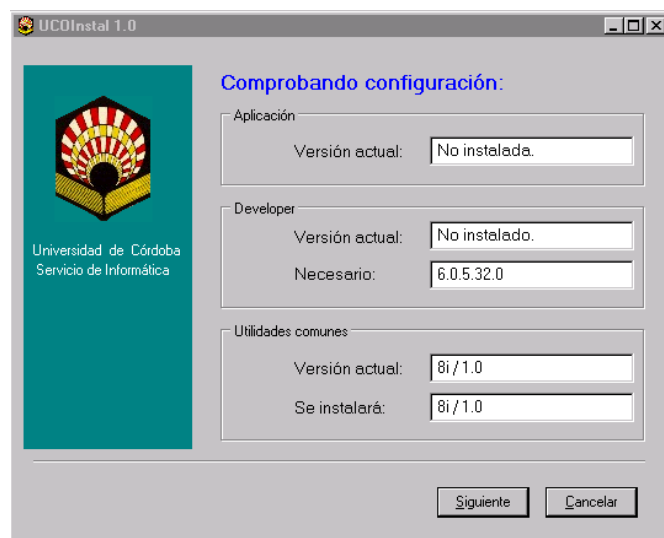 UCOInstal 1.0
Universidad de Córdoba
Servicio de Informática
Comprobando configuración:
Aplicación
Versión actual: No instalada.
Developer
Versión actual: No instalado.
Necesario: 6.0.5.32.0
Utilidades comunes
Versión actual: 8i / 1.0
Se instalará: 8i / 1.0
Siguiente Cancelar